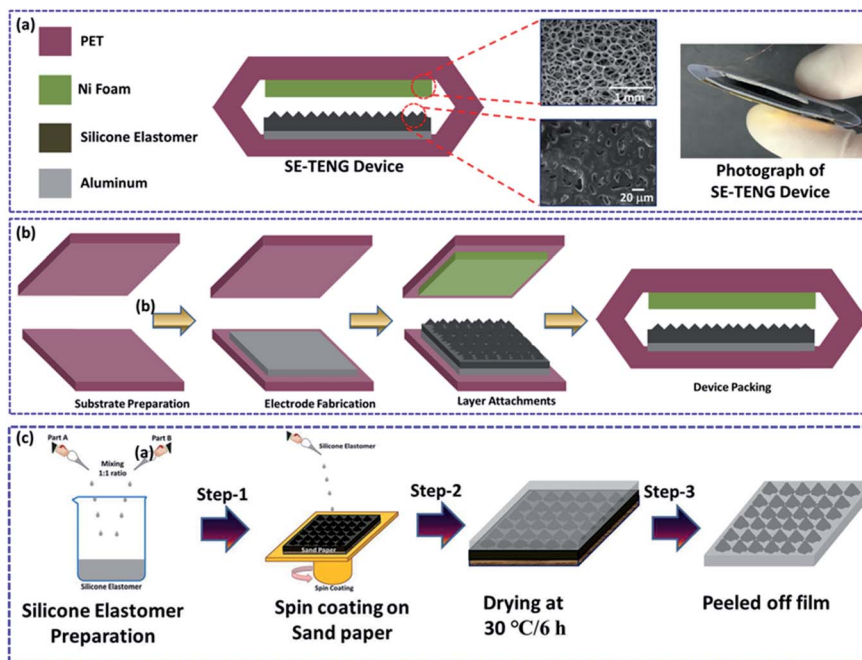 (a)
PET
Ni Foam
Silicone Elastomer
Aluminum
SE-TENG Device
1 mm
20 μm
Photograph of
SE-TENG Device
(b)
(b)
Substrate Preparation
Electrode Fabrication
Layer Attachments
Device Packing
(c)
Part A
(a)
Part B
Mixing
1:1 ratio
Silicone Elastomer
Silicone Elastomer
Preparation
Step-1
Silicone Elastomer
Sand Paper
Spin Coating
Spin coating on
Sand paper
Step-2
Drying at
30 °C/6 h
Step-3
Peeled off film